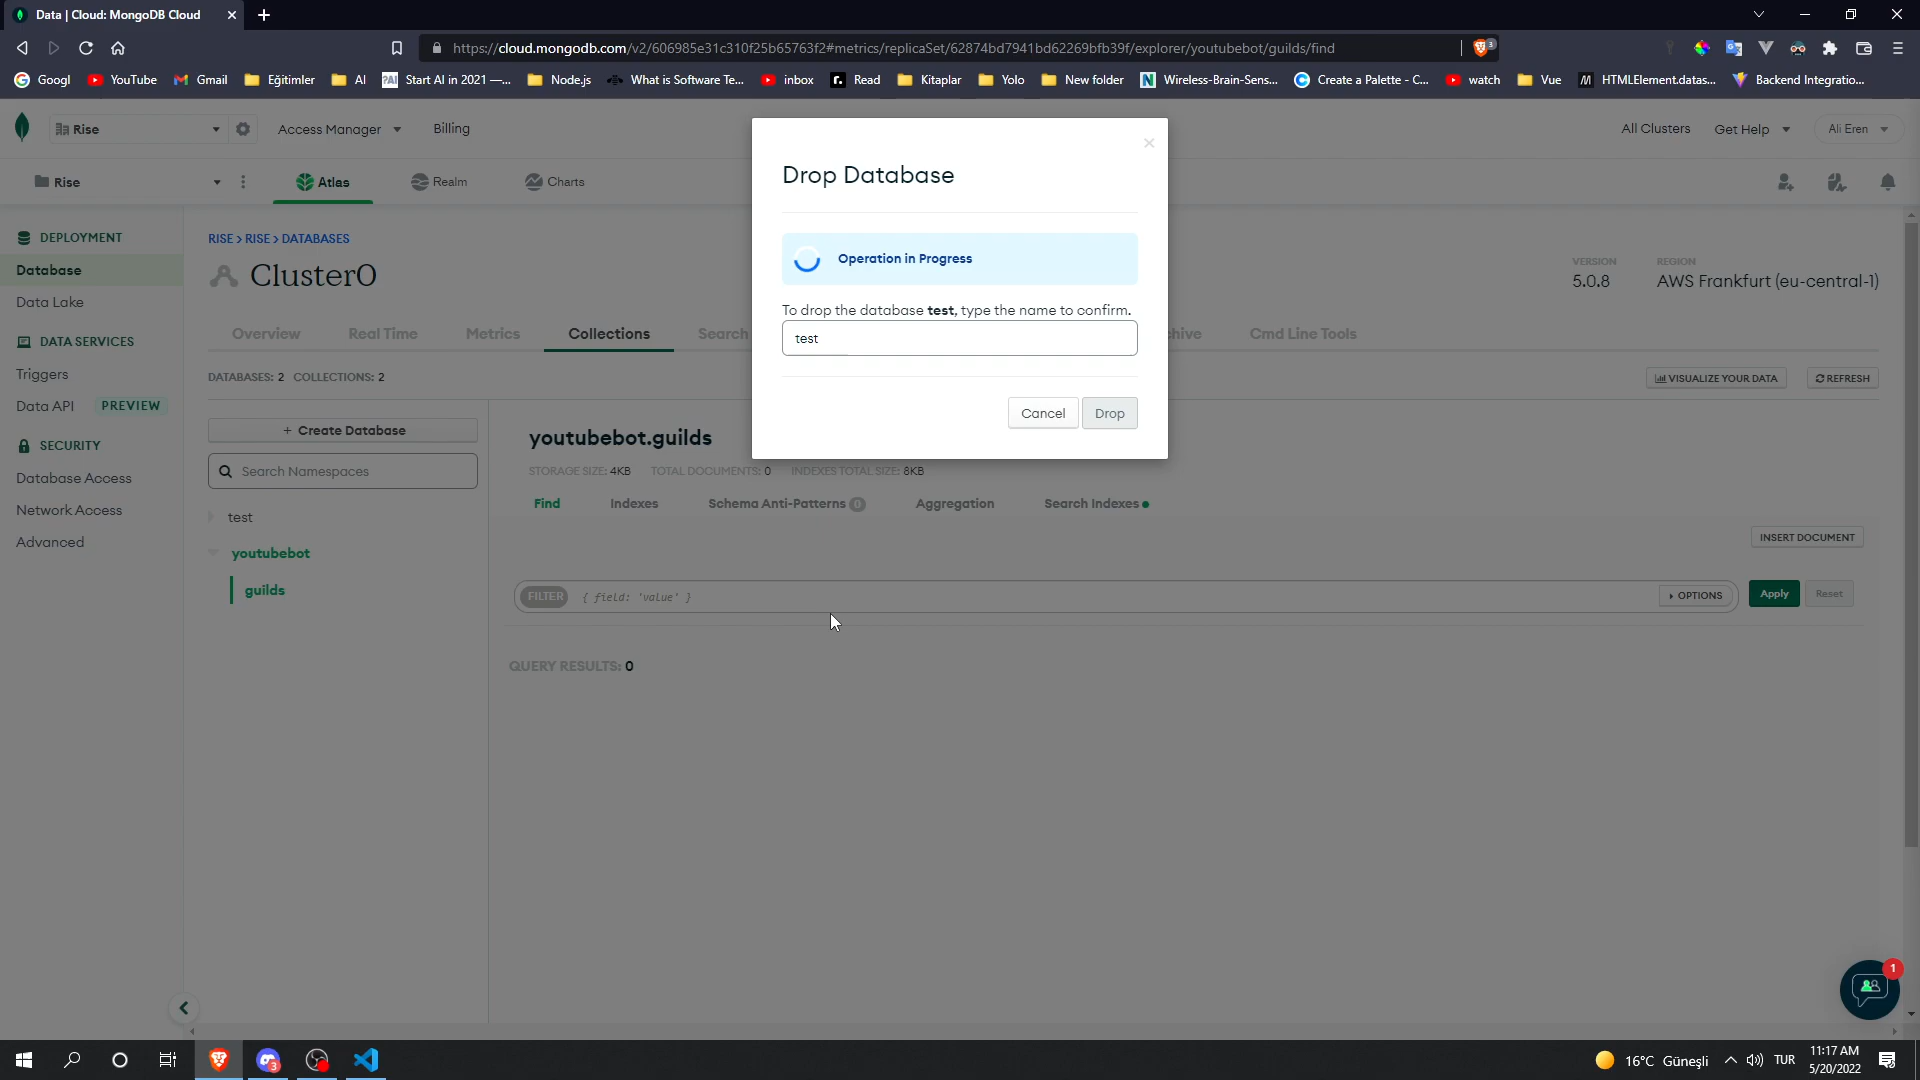 Data | Cloud: MongoDB Cloud
https://cloud.mongodb.com/v2/606985e31c310f25b65763f2#metrics/replicaSet/62874bd7941bd62269bfb39f/explorer/youtubebot/guilds/find
3
Googl YouTube Gmail Eğitimler AI ?AI Start AI in 2021 —... Node.js What is Software Te... inbox r. Read Kitaplar Yolo New folder N Wireless-Brain-Sens... Create a Palette - C... watch Vue HTMLElement.datas... Backend Integratio...
Rise Access Manager Billing All Clusters Get Help Ali Eren
Rise Atlas Realm Charts
DEPLOYMENT
Database
Data Lake
DATA SERVICES
Triggers
Data API PREVIEW
SECURITY
Database Access
Network Access
Advanced
RISE > RISE > DATABASES
Cluster0
VERSION
5.0.8
REGION
AWS Frankfurt (eu-central-1)
Overview Real Time Metrics Collections Search hive Cmd Line Tools
DATABASES: 2 COLLECTIONS: 2
VISUALIZE YOUR DATA REFRESH
+ Create Database
Search Namespaces
test
youtubebot
guilds
Drop Database
Operation in Progress
To drop the database test, type the name to confirm.
test
Cancel Drop
youtubebot.guilds
STORAGE SIZE: 4KB TOTAL DOCUMENTS: 0 INDEXES TOTAL SIZE: 8KB
Find Indexes Schema Anti-Patterns 0 Aggregation Search Indexes
INSERT DOCUMENT
FILTER { field: 'value' } OPTIONS Apply Reset
QUERY RESULTS: 0
1
3
16°C Güneşli TUR 11:17 AM
5/20/2022